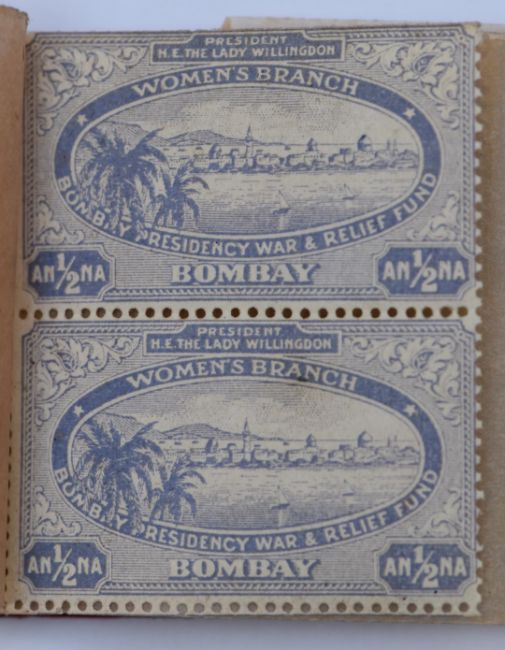 PRESIDENT
H.E. THE LADY WILLINGDON
WOMEN'S BRANCH
BOMBAY PRESIDENCY WAR & RELIEF FUND
AN ½ NA
BOMBAY
AN ½ NA
PRESIDENT
H.E. THE LADY WILLINGDON
WOMEN'S BRANCH
BOMBAY PRESIDENCY WAR & RELIEF FUND
AN ½ NA
BOMBAY
AN ½ NA